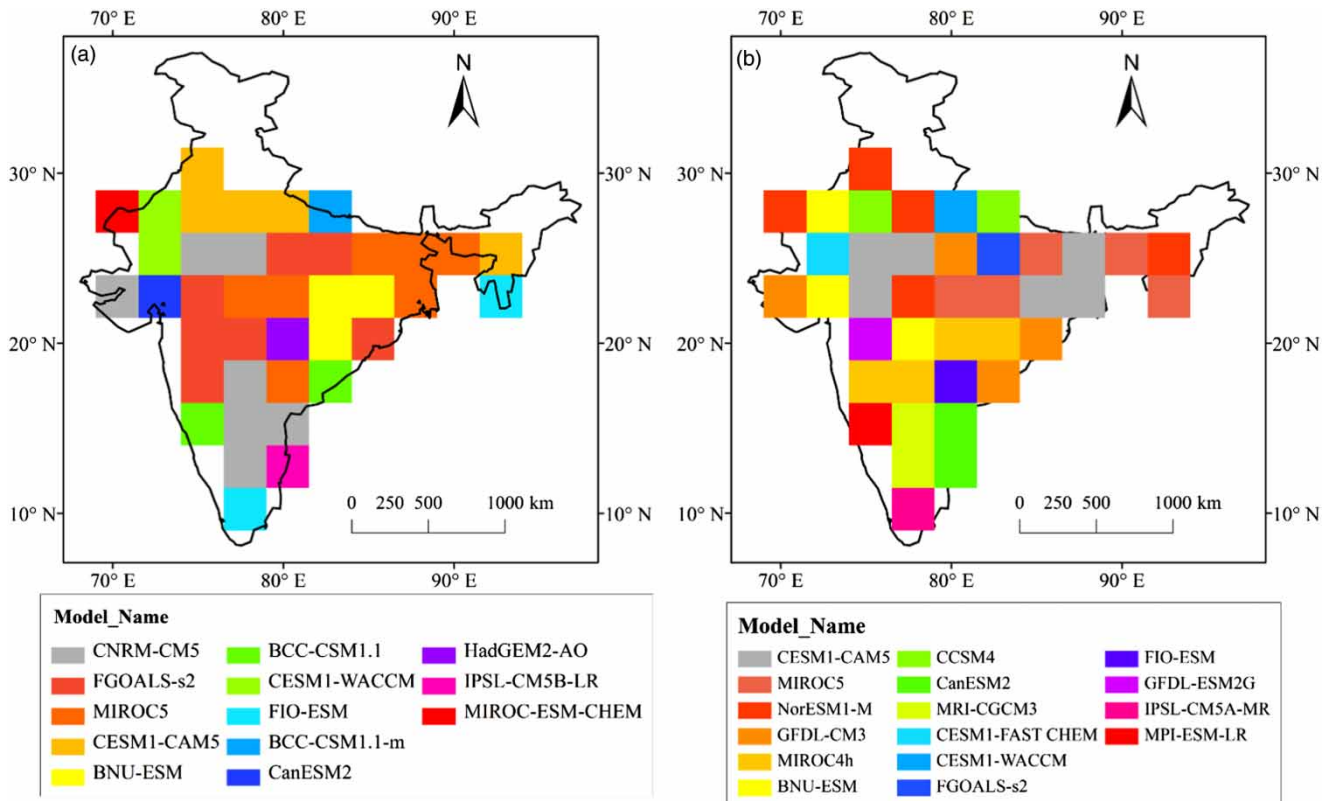 70° E 80° E 90° E
(a)
N
30° N
20° N
10° N
30° N
20° N
10° N
0 250 500 1000 km
70° E 80° E 90° E
Model_Name
CNRM-CM5
FGOALS-s2
MIROC5
CESM1-CAM5
BNU-ESM
BCC-CSM1.1
CESM1-WACCM
FIO-ESM
BCC-CSM1.1-m
CanESM2
HadGEM2-AO
IPSL-CM5B-LR
MIROC-ESM-CHEM
70° E 80° E 90° E
(b)
N
30° N
20° N
10° N
0 250 500 1000 km
70° E 80° E 90° E
Model_Name
CESM1-CAM5
MIROC5
NorESM1-M
GFDL-CM3
MIROC4h
BNU-ESM
CCSM4
CanESM2
MRI-CGCM3
CESM1-FAST CHEM
CESM1-WACCM
FGOALS-s2
FIO-ESM
GFDL-ESM2G
IPSL-CM5A-MR
MPI-ESM-LR